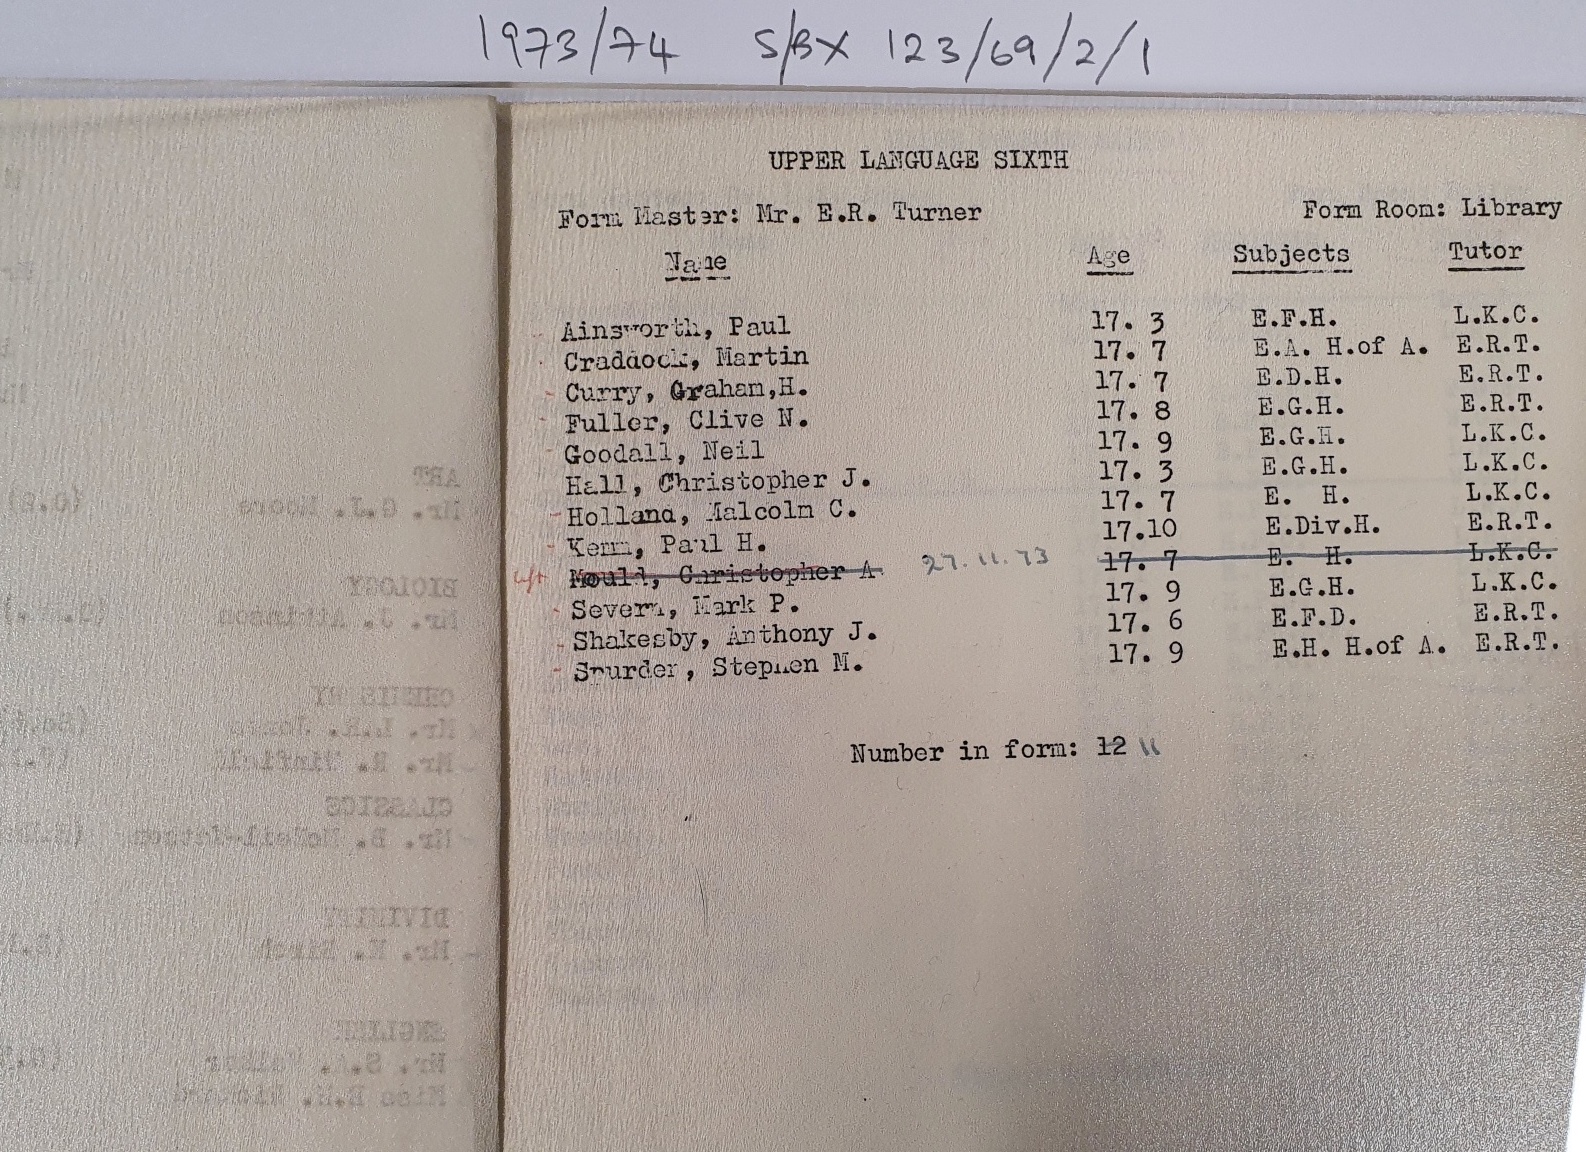 1973/74 S/BX 123/69/2/1
UPPER LANGUAGE SIXTH
Form Master: Mr. E.R. Turner Form Room: Library
Name Age Subjects Tutor
Ainsworth, Paul 17. 3 E.F.H. L.K.C.
Craddock, Martin 17. 7 E.A. H.of A. E.R.T.
Curry, Graham,H. 17. 7 E.D.H. E.R.T.
Fuller, Clive N. 17. 8 E.G.H. E.R.T.
Goodall, Neil 17. 9 E.G.H. L.K.C.
Hall, Christopher J. 17. 3 E.G.H. L.K.C.
Holland, Malcolm C. 17. 7 E. H. L.K.C.
Kerm, Paul H. 17.10 E.Div.H. E.R.T.
left Mould, Christopher A. 27.11.73 17. 7 E. H. L.K.C.
Severn, Mark P. 17. 9 E.G.H. L.K.C.
Shakesby, Anthony J. 17. 6 E.F.D. E.R.T.
Spurder, Stephen M. 17. 9 E.H. H.of A. E.R.T.
Number in form: 12 11